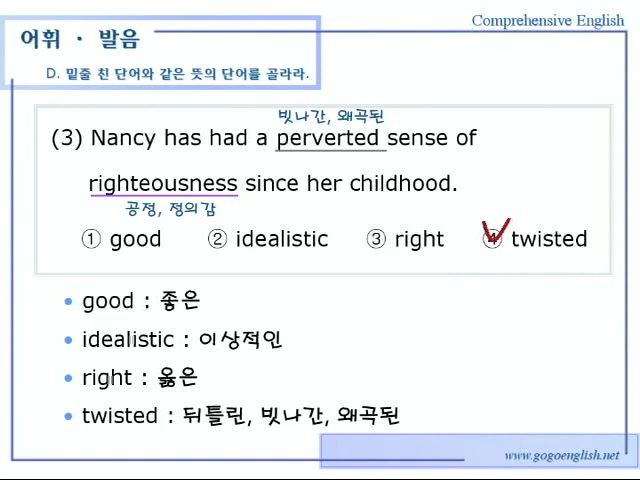 Comprehensive English
어휘 · 발음
D. 밑줄 친 단어와 같은 뜻의 단어를 골라라.
빗나간, 왜곡된
(3) Nancy has had a perverted sense of
righteousness since her childhood.
공정, 정의감
① good ② idealistic ③ right ④ twisted
• good : 좋은
• idealistic : 이상적인
• right : 옳은
• twisted : 뒤틀린, 빗나간, 왜곡된
www.gogoenglish.net